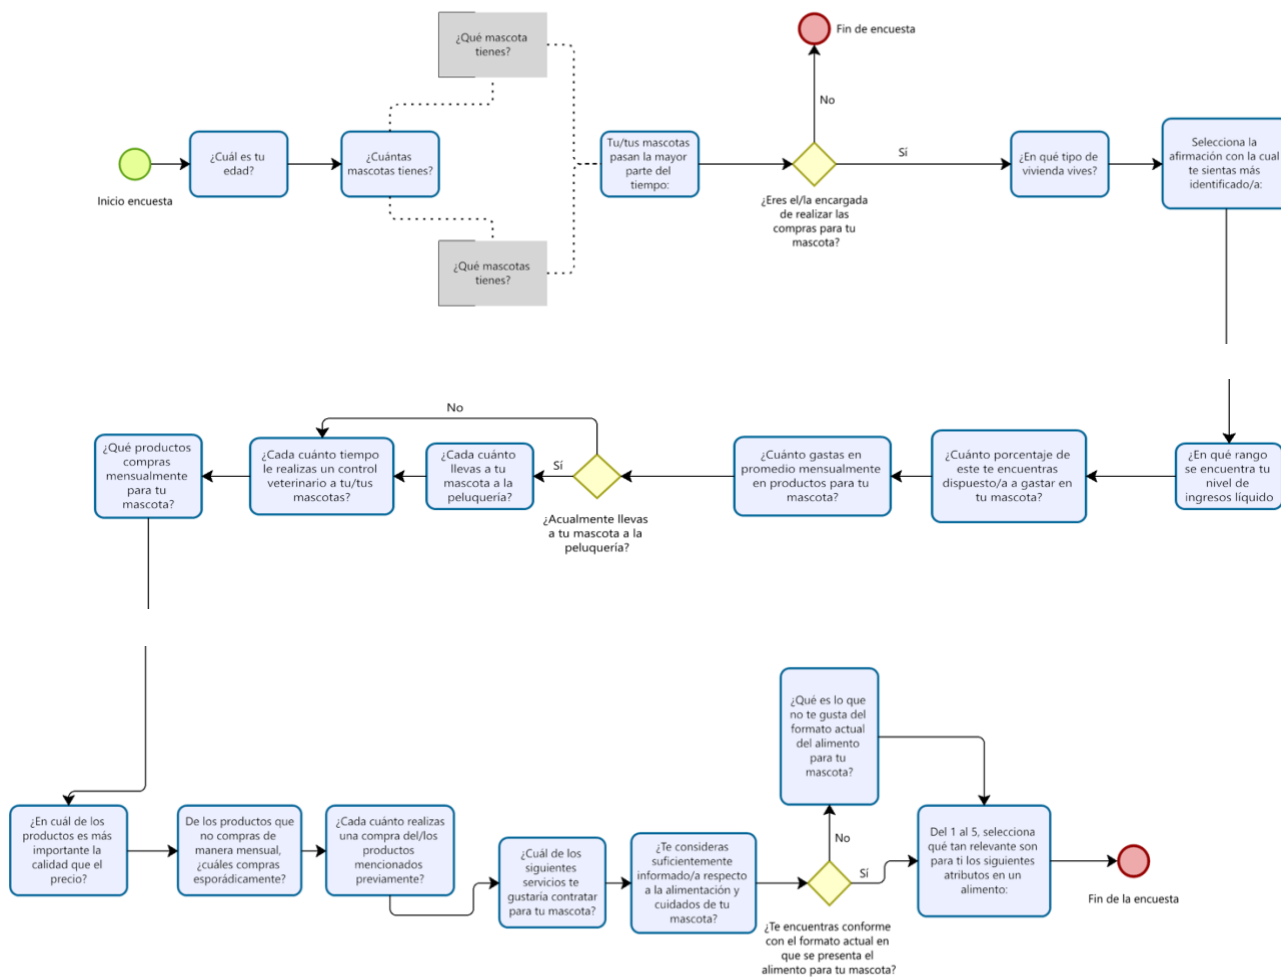 ¿Qué mascota
tienes?
Fin de encuesta
No
Inicio encuesta
¿Cuál es tu
edad?
¿Cuántas
mascotas tienes?
¿Qué mascotas
tienes?
Tu/tus mascotas
pasan la mayor
parte del
tiempo:
¿Eres el/la encargada
de realizar las
compras para tu
mascota?
Sí
¿En qué tipo de
vivienda vives?
Selecciona la
afirmación con la cual
te sientas más
identificado/a:
¿En qué rango
se encuentra tu
nivel de
ingresos líquido
¿Cuánto porcentaje de
este te encuentras
dispuesto/a a gastar en
tu mascota?
¿Cuánto gastas en
promedio mensualmente
en productos para tu
mascota?
¿Acualmente llevas
a tu mascota a la
peluquería?
No
Sí
¿Cada cuánto
llevas a tu
mascota a la
peluquería?
¿Cada cuánto tiempo
le realizas un control
veterinario a tu/tus
mascotas?
¿Qué productos
compras
mensualmente
para tu
mascota?
¿En cuál de los
productos es más
importante la
calidad que el
precio?
De los productos que
no compras de
manera mensual,
¿cuáles compras
esporádicamente?
¿Cada cuánto realizas
una compra del/los
productos
mencionados
previamente?
¿Cuál de los
siguientes
servicios te
gustaría contratar
para tu mascota?
¿Te consideras
suficientemente
informado/a respecto
a la alimentación y
cuidados de tu
mascota?
¿Te encuentras conforme
con el formato actual en
que se presenta el
alimento para tu mascota?
No
Sí
¿Qué es lo que
no te gusta del
formato actual
del alimento
para tu
mascota?
Del 1 al 5, selecciona
qué tan relevante son
para ti los siguientes
atributos en un
alimento:
Fin de la encuesta